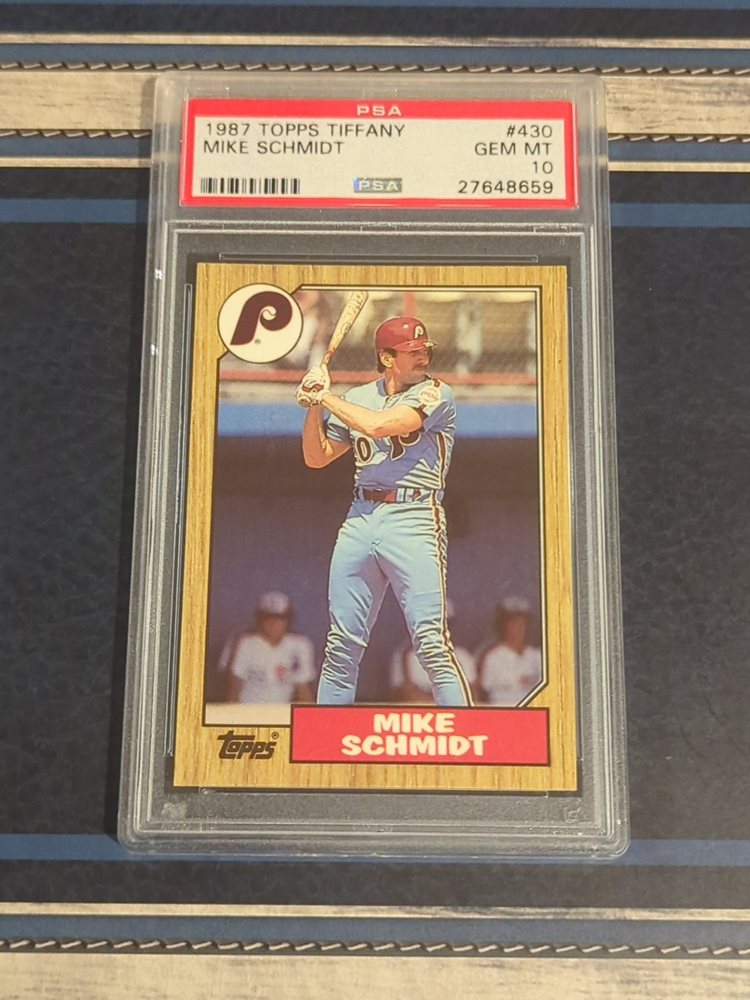 PSA
1987 TOPPS TIFFANY #430
MIKE SCHMIDT GEM MT
10
PSA 27648659
P
P
Topps®
MIKE
SCHMIDT